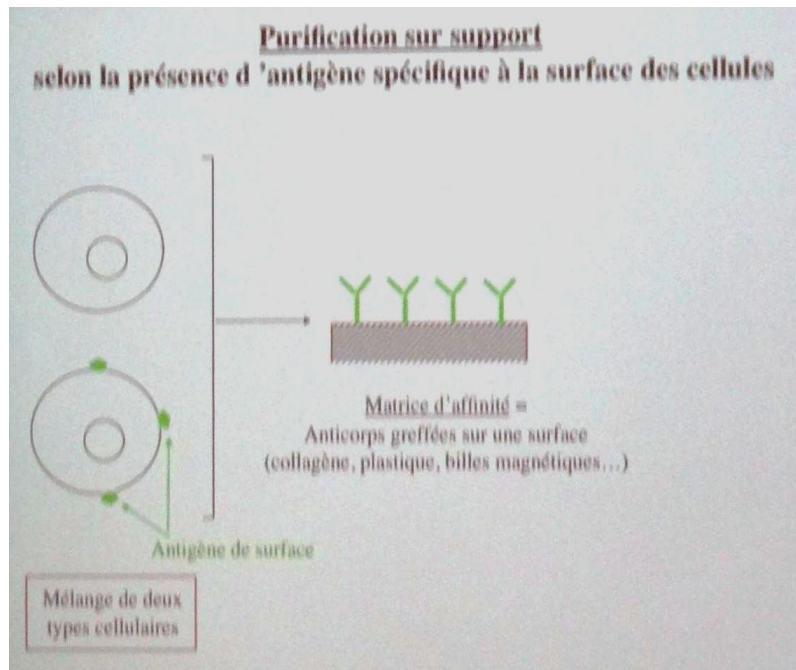 Purification sur support
selon la présence d 'antigène spécifique à la surface des cellules
Matrice d'affinité =
Anticorps greffées sur une surface
(collagène, plastique, billes magnétiques…)
Antigène de surface
Mélange de deux
types cellulaires